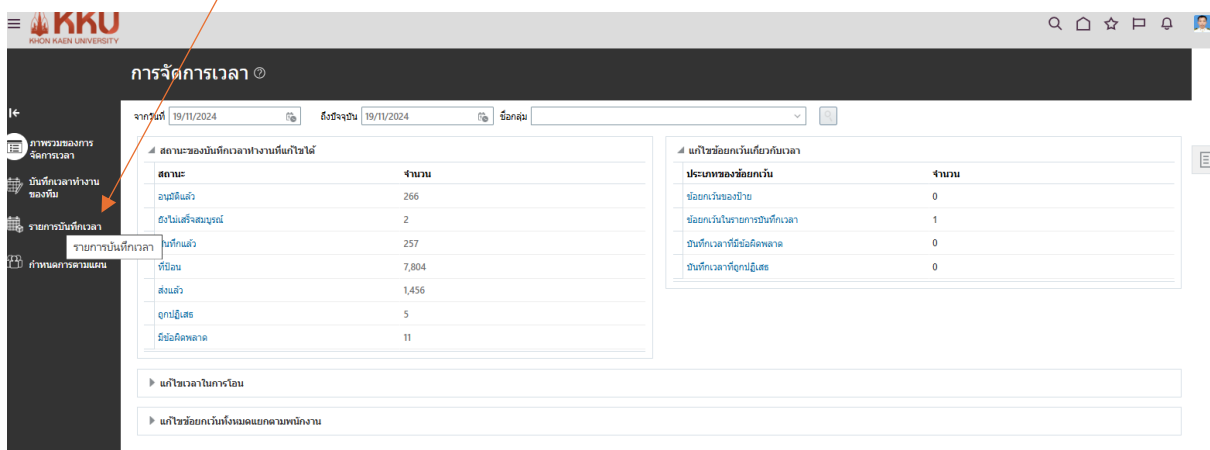 KKU
KHON KAEN UNIVERSITY
การจัดการเวลา
จากวันที่ 19/11/2024 ถึงปัจจุบัน 19/11/2024 ชื่อกลุ่ม
ภาพรวมของการ
จัดการเวลา
บันทึกเวลาทำงาน
ของทีม
รายการบันทึกเวลา
รายการบันทึกเวลา
กำหนดการตามแผน
สถานะของบันทึกเวลาทำงานที่แก้ไขได้
สถานะ จำนวน
อนุมัติแล้ว 266
ยังไม่เสร็จสมบูรณ์ 2
บันทึกแล้ว 257
ที่ป้อน 7,804
ส่งแล้ว 1,456
ถูกปฏิเสธ 5
มีข้อผิดพลาด 11
แก้ไขข้อยกเว้นเกี่ยวกับเวลา
ประเภทของข้อยกเว้น จำนวน
ข้อยกเว้นของป้าย 0
ข้อยกเว้นในรายการบันทึกเวลา 1
บันทึกเวลาที่มีข้อผิดพลาด 0
บันทึกเวลาที่ถูกปฏิเสธ 0
แก้ไขเวลาในการโอน
แก้ไขข้อยกเว้นทั้งหมดแยกตามพนักงาน